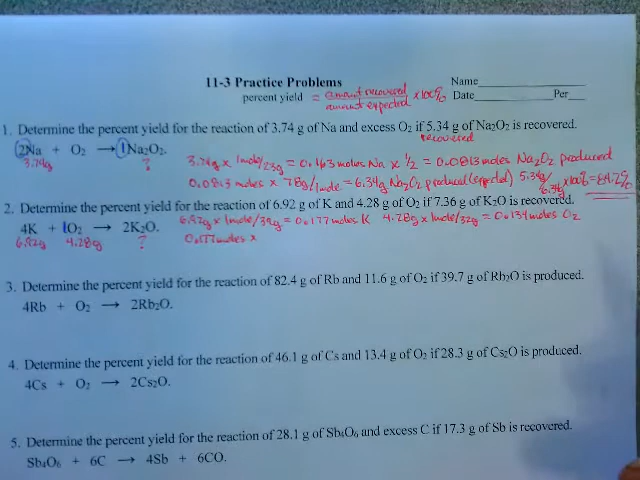 11-3 Practice Problems Name
percent yield = amount recovered / amount expected x 100% Date Per
1. Determine the percent yield for the reaction of 3.74 g of Na and excess O₂ if 5.34 g of Na₂O₂ is recovered.
recovered
2Na + O₂ → 1Na₂O₂.
3.74g ?
3.74g x 1mole/23g = 0.163 moles Na x 1/2 = 0.0813 moles Na₂O₂ produced
0.0813 moles x 78g/1mole = 6.34g Na₂O₂ produced (expected) 5.34g/6.34g x 100% = 84.2%
2. Determine the percent yield for the reaction of 6.92 g of K and 4.28 g of O₂ if 7.36 g of K₂O is recovered.
6.92g x 1mole/39g = 0.177 moles K 4.28g x 1mole/32g = 0.134 moles O₂
4K + 1O₂ → 2K₂O.
6.92g 4.28g ?
0.177 moles x
3. Determine the percent yield for the reaction of 82.4 g of Rb and 11.6 g of O₂ if 39.7 g of Rb₂O is produced.
4Rb + O₂ → 2Rb₂O.
4. Determine the percent yield for the reaction of 46.1 g of Cs and 13.4 g of O₂ if 28.3 g of Cs₂O is produced.
4Cs + O₂ → 2Cs₂O.
5. Determine the percent yield for the reaction of 28.1 g of Sb₄O₆ and excess C if 17.3 g of Sb is recovered.
Sb₄O₆ + 6C → 4Sb + 6CO.